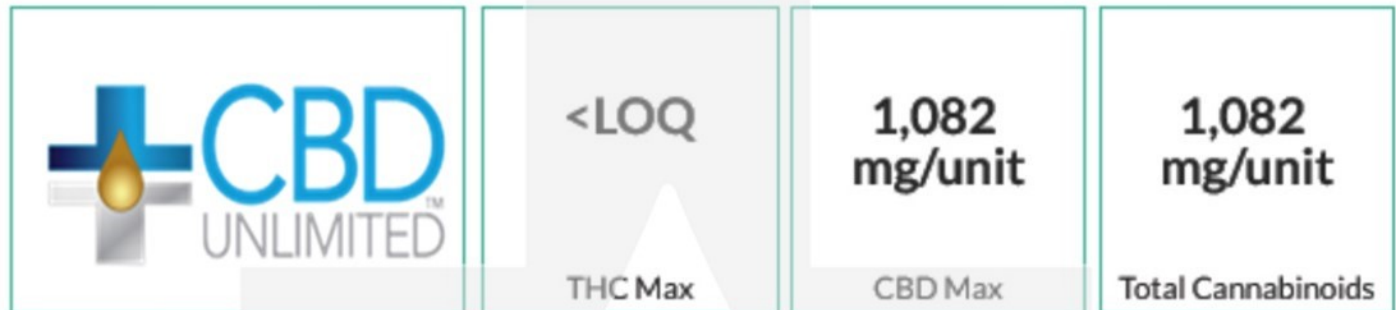 CBD
UNLIMITED
TM
<LOQ
THC Max
1,082
mg/unit
CBD Max
1,082
mg/unit
Total Cannabinoids